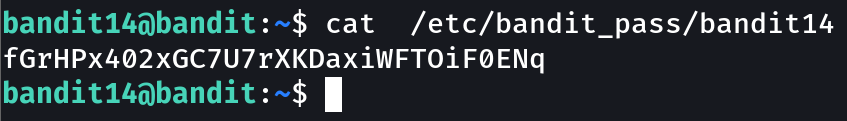 bandit14@bandit:~$ cat  /etc/bandit_pass/bandit14
fGrHPx402xGC7U7rXKDaxiWFTOiF0ENq
bandit14@bandit:~$